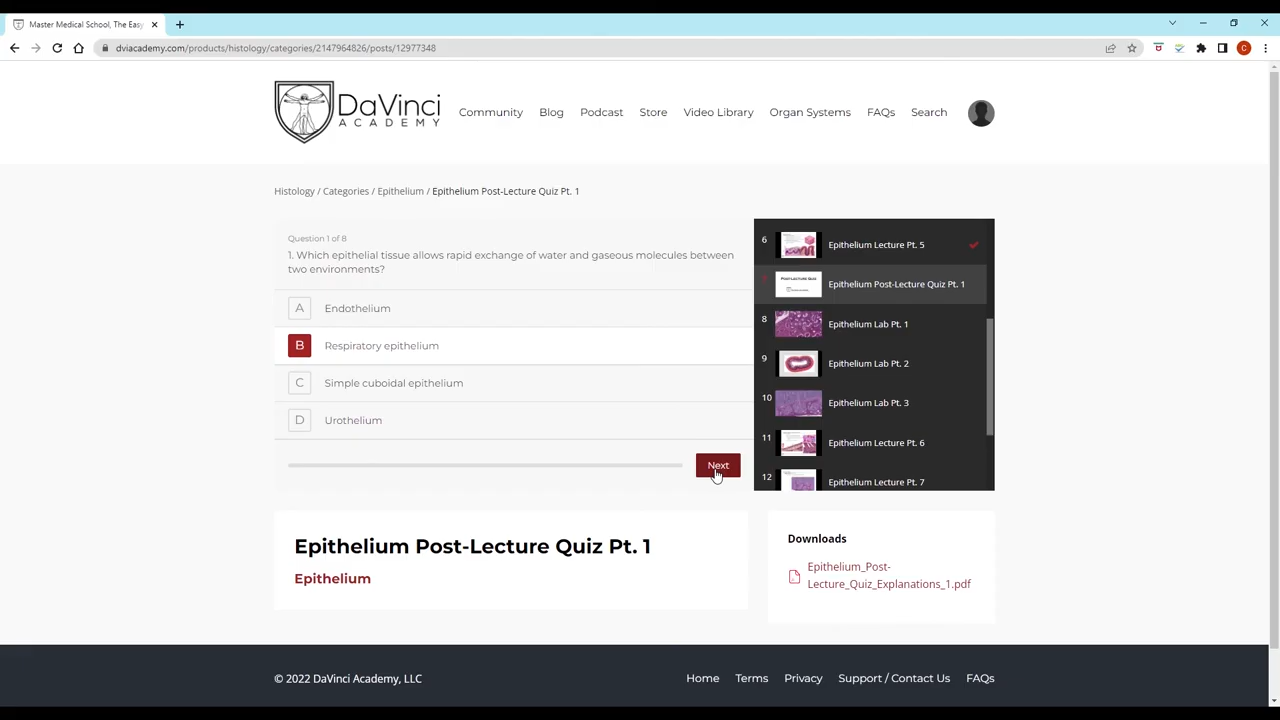 Master Medical School, The Easy
dviacademy.com/products/histology/categories/2147964826/posts/12977348
C
DaVinci
ACADEMY
Community Blog Podcast Store Video Library Organ Systems FAQs Search
Histology / Categories / Epithelium / Epithelium Post-Lecture Quiz Pt. 1
Question 1 of 8
1. Which epithelial tissue allows rapid exchange of water and gaseous molecules between
two environments?
A Endothelium
B Respiratory epithelium
C Simple cuboidal epithelium
D Urothelium
Next
6 Epithelium Lecture Pt. 5
7 Epithelium Post-Lecture Quiz Pt. 1
8 Epithelium Lab Pt. 1
9 Epithelium Lab Pt. 2
10 Epithelium Lab Pt. 3
11 Epithelium Lecture Pt. 6
12 Epithelium Lecture Pt. 7
Epithelium Post-Lecture Quiz Pt. 1
Epithelium
Downloads
Epithelium_Post-
Lecture_Quiz_Explanations_1.pdf
© 2022 DaVinci Academy, LLC
Home Terms Privacy Support / Contact Us FAQs